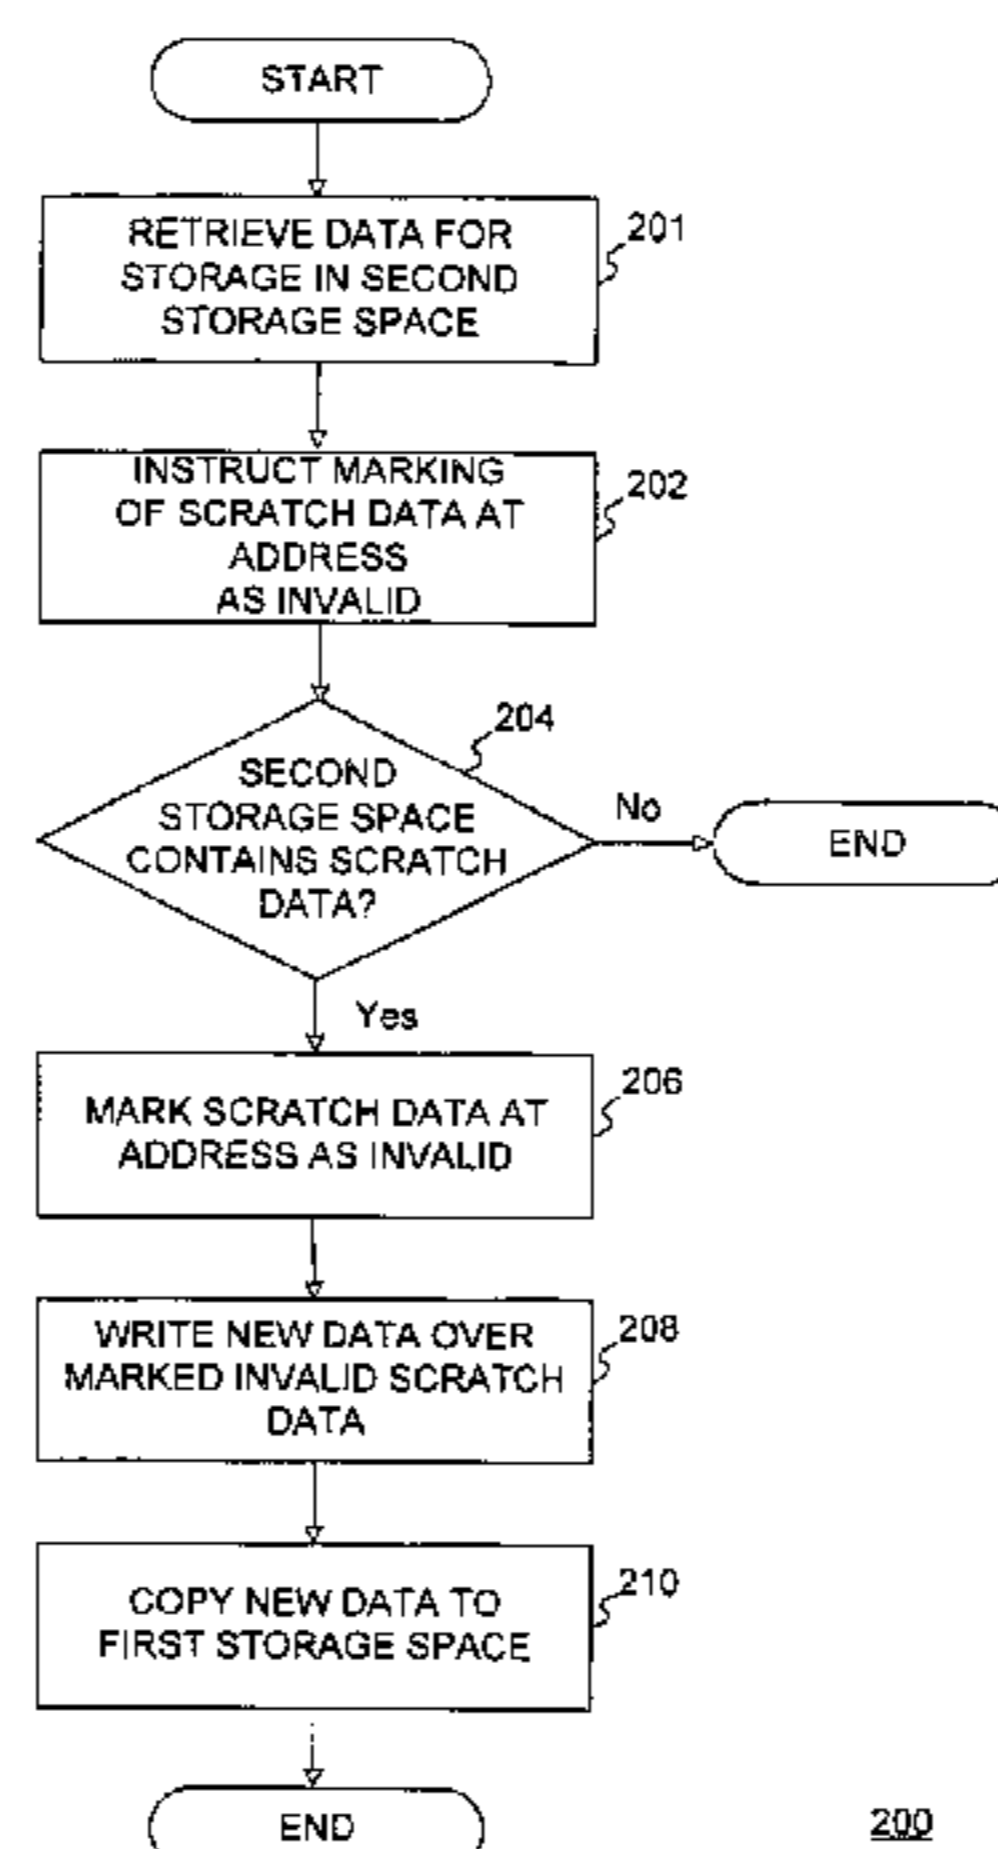 START
RETRIEVE DATA FOR
STORAGE IN SECOND
STORAGE SPACE
201
INSTRUCT MARKING
OF SCRATCH DATA AT
ADDRESS
AS INVALID
202
204
SECOND
STORAGE SPACE
CONTAINS SCRATCH
DATA?
No
END
Yes
MARK SCRATCH DATA AT
ADDRESS AS INVALID
206
WRITE NEW DATA OVER
MARKED INVALID SCRATCH
DATA
208
COPY NEW DATA TO
FIRST STORAGE SPACE
210
END
200